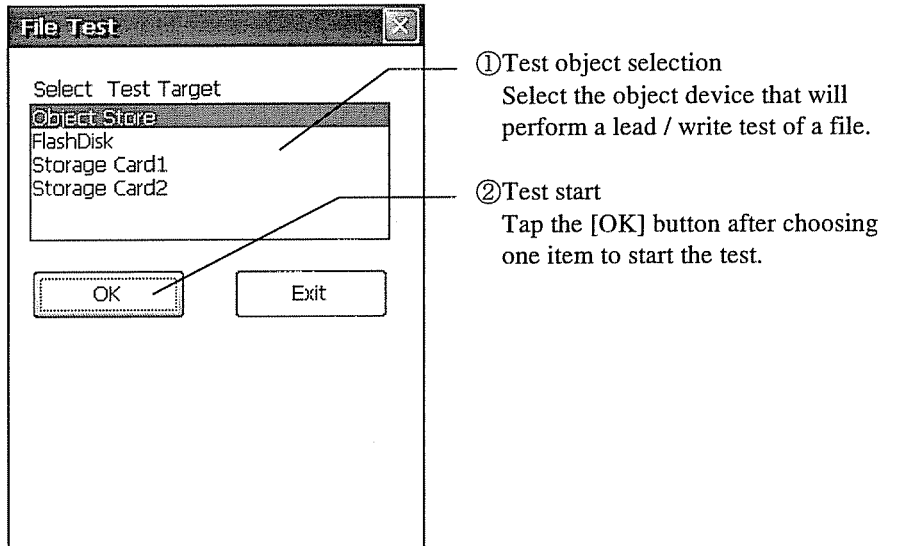 File Test
Select Test Target
Object Store
FlashDisk
Storage Card1
Storage Card2
OK
Exit
①Test object selection
Select the object device that will
perform a lead / write test of a file.
②Test start
Tap the [OK] button after choosing
one item to start the test.